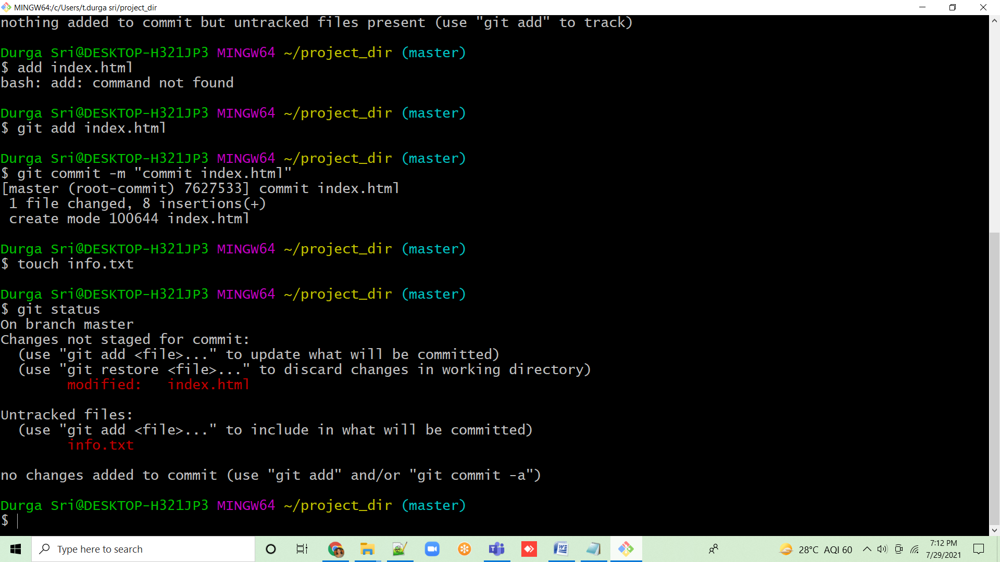 MINGW64:/c/Users/t.durga sri/project_dir
nothing added to commit but untracked files present (use "git add" to track)
Durga Sri@DESKTOP-H321JP3 MINGW64 ~/project_dir (master)
$ add index.html
bash: add: command not found
Durga Sri@DESKTOP-H321JP3 MINGW64 ~/project_dir (master)
$ git add index.html
Durga Sri@DESKTOP-H321JP3 MINGW64 ~/project_dir (master)
$ git commit -m "commit index.html"
[master (root-commit) 7627533] commit index.html
 1 file changed, 8 insertions(+)
 create mode 100644 index.html
Durga Sri@DESKTOP-H321JP3 MINGW64 ~/project_dir (master)
$ touch info.txt
Durga Sri@DESKTOP-H321JP3 MINGW64 ~/project_dir (master)
$ git status
On branch master
Changes not staged for commit:
  (use "git add <file>..." to update what will be committed)
  (use "git restore <file>..." to discard changes in working directory)
        modified:   index.html
Untracked files:
  (use "git add <file>..." to include in what will be committed)
        info.txt
no changes added to commit (use "git add" and/or "git commit -a")
Durga Sri@DESKTOP-H321JP3 MINGW64 ~/project_dir (master)
$
Type here to search
28°C AQI 60
7:12 PM
7/29/2021